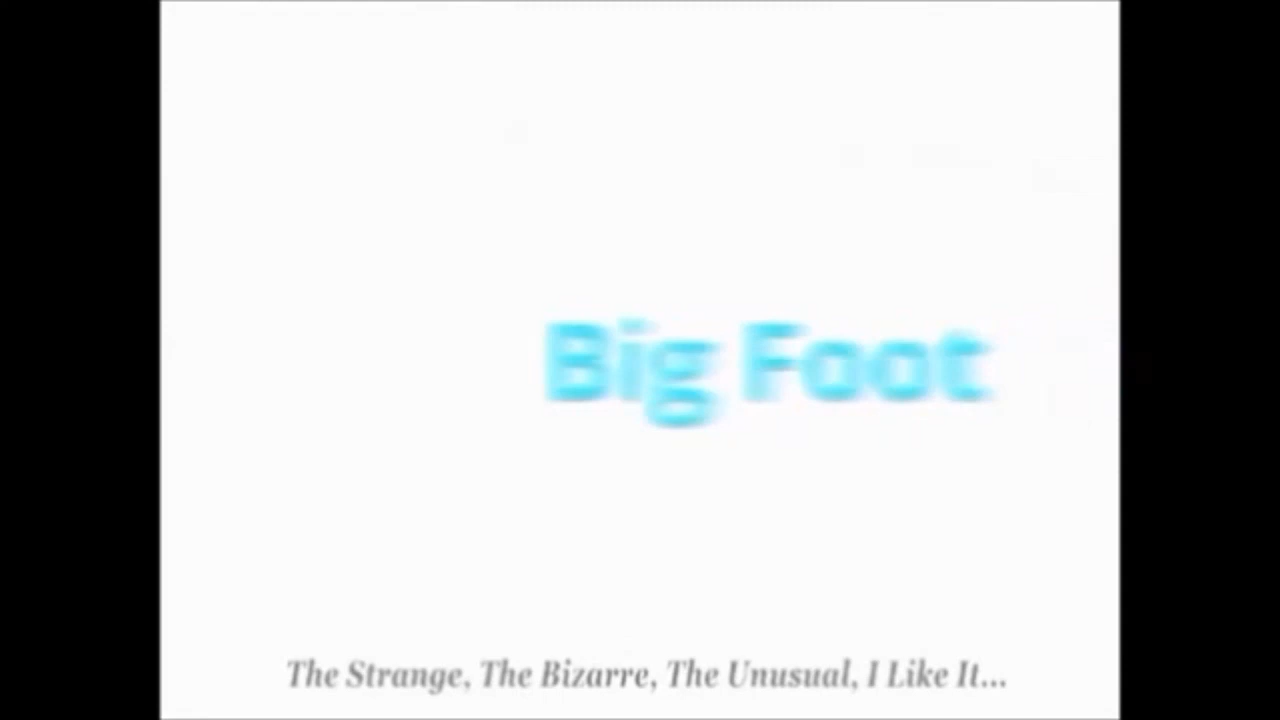 Big Foot
The Strange, The Bizarre, The Unusual, I Like It...